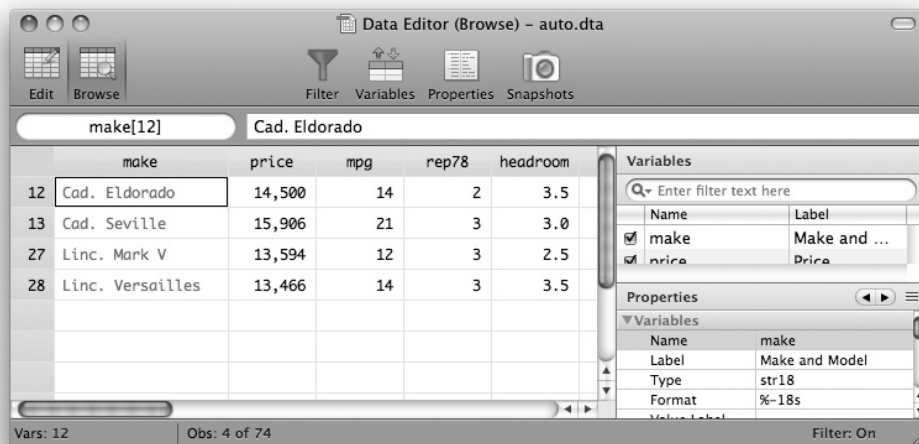 Data Editor (Browse) – auto.dta
Edit Browse Filter Variables Properties Snapshots
make[12] Cad. Eldorado
make price mpg rep78 headroom
12 Cad. Eldorado 14,500 14 2 3.5
13 Cad. Seville 15,906 21 3 3.0
27 Linc. Mark V 13,594 12 3 2.5
28 Linc. Versailles 13,466 14 3 3.5
Variables
Enter filter text here
Name Label
make Make and ...
price Price
Properties
Variables
Name make
Label Make and Model
Type str18
Format %-18s
Value Label
Vars: 12 Obs: 4 of 74 Filter: On